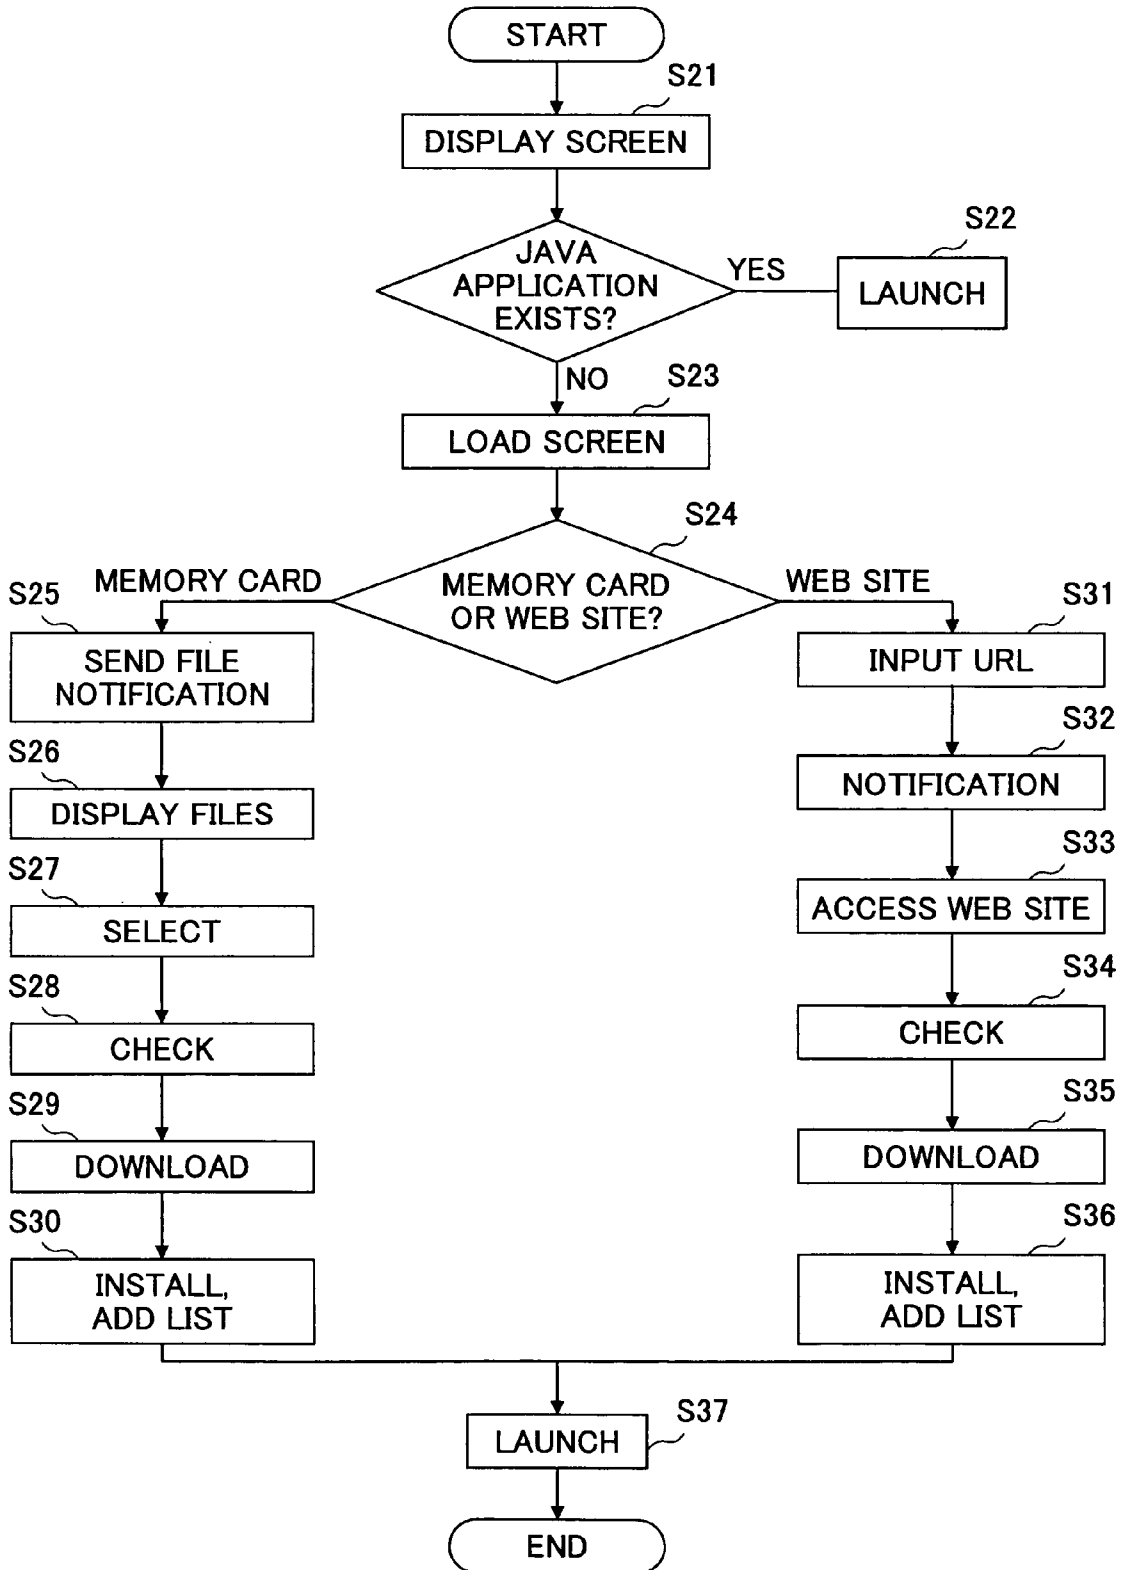 START
S21
DISPLAY SCREEN
JAVA
APPLICATION
EXISTS?
YES
S22
LAUNCH
NO
S23
LOAD SCREEN
S24
MEMORY CARD
OR WEB SITE?
MEMORY CARD
WEB SITE
S25
SEND FILE
NOTIFICATION
S26
DISPLAY FILES
S27
SELECT
S28
CHECK
S29
DOWNLOAD
S30
INSTALL,
ADD LIST
S31
INPUT URL
S32
NOTIFICATION
S33
ACCESS WEB SITE
S34
CHECK
S35
DOWNLOAD
S36
INSTALL,
ADD LIST
S37
LAUNCH
END